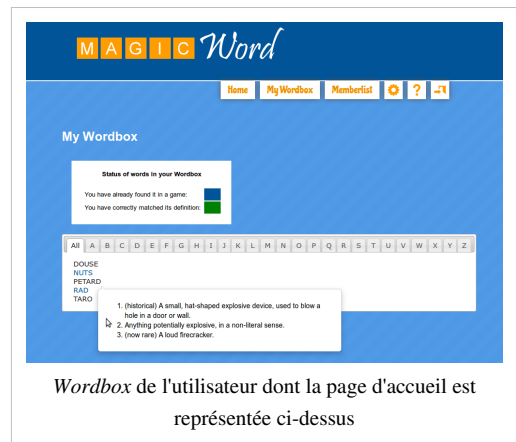 MAGIC Word
Home My Wordbox Memberlist ?
My Wordbox
Status of words in your Wordbox
You have already found it in a game:
You have correctly matched its definition:
All A B C D E F G H I J K L M N O P Q R S T U V W X Y Z
DOUSE
NUTS
PETARD
RAD
TARO
1. (historical) A small, hat-shaped explosive device, used to blow a
hole in a door or wall.
2. Anything potentially explosive, in a non-literal sense.
3. (now rare) A loud firecracker.
Wordbox de l'utilisateur dont la page d'accueil est
représentée ci-dessus